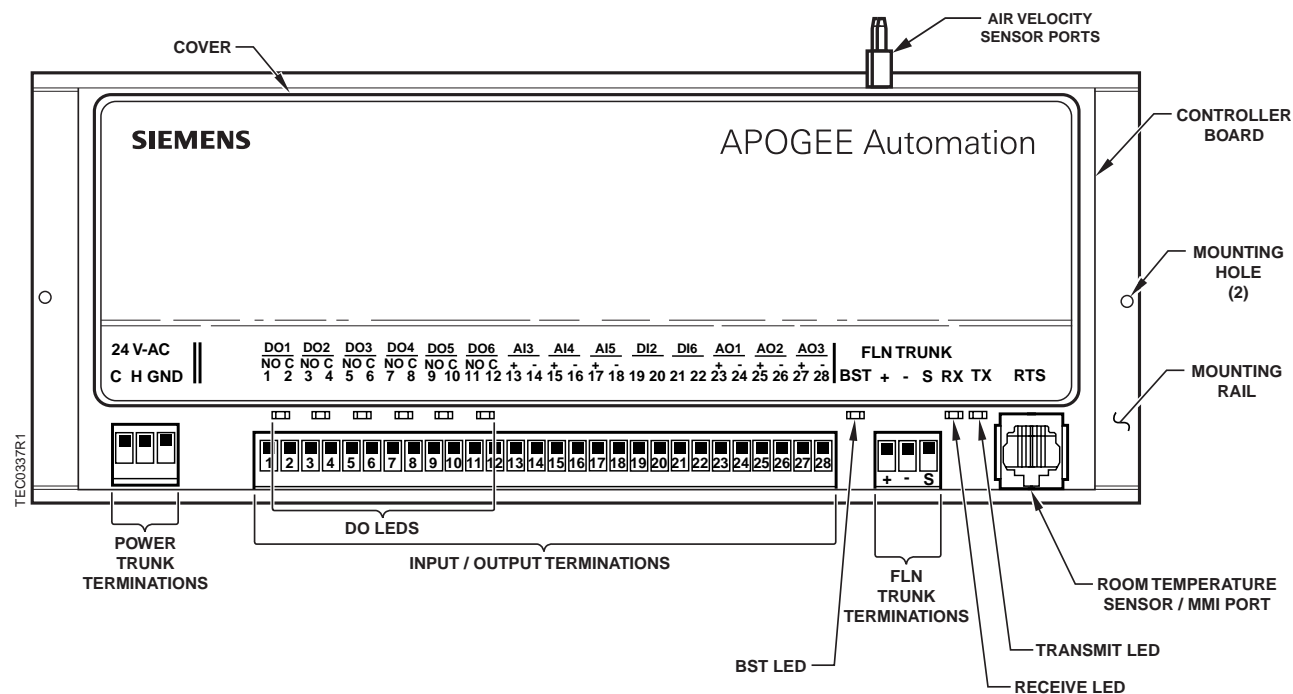 AIR VELOCITY
SENSOR PORTS
COVER
CONTROLLER
BOARD
SIEMENS
APOGEE Automation
MOUNTING
HOLE
(2)
24 V-AC
C H GND
DO1 DO2 DO3 DO4 DO5 DO6 AI3 AI4 AI5 DI2 DI6 AO1 AO2 AO3
NO C NO C NO C NO C NO C NO C + - + - + - + - + - + -
1 2 3 4 5 6 7 8 9 10 11 12 13 14 15 16 17 18 19 20 21 22 23 24 25 26 27 28
FLN TRUNK
BST + - S RX TX RTS
MOUNTING
RAIL
TEC0337R1
1 2 3 4 5 6 7 8 9 10 11 12 13 14 15 16 17 18 19 20 21 22 23 24 25 26 27 28
+ - S
DO LEDS
POWER
TRUNK
TERMINATIONS
INPUT / OUTPUT TERMINATIONS
FLN
TRUNK
TERMINATIONS
ROOM TEMPERATURE
SENSOR / MMI PORT
TRANSMIT LED
BST LED
RECEIVE LED